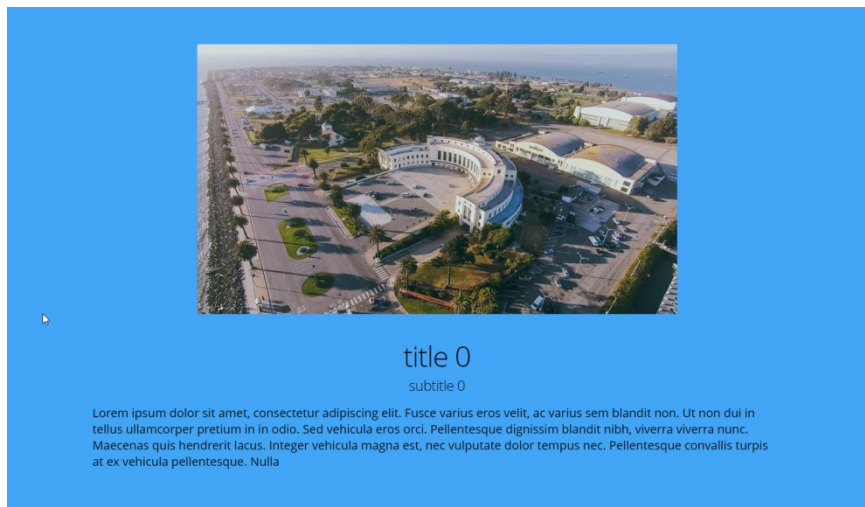 title 0
subtitle 0
Lorem ipsum dolor sit amet, consectetur adipiscing elit. Fusce varius eros velit, ac varius sem blandit non. Ut non dui in
tellus ullamcorper pretium in in odio. Sed vehicula eros orci. Pellentesque dignissim blandit nibh, viverra viverra nunc.
Maecenas quis hendrerit lacus. Integer vehicula magna est, nec vulputate dolor tempus nec. Pellentesque convallis turpis
at ex vehicula pellentesque. Nulla